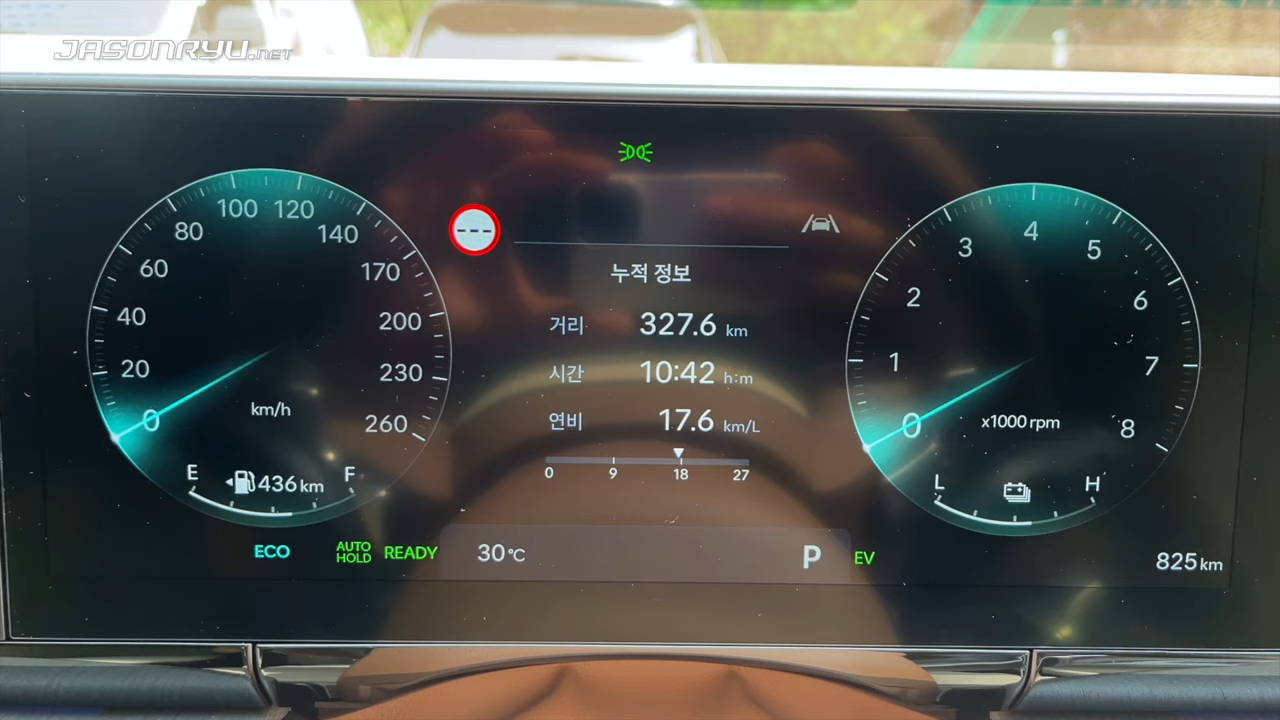 JASONRYU.NET
100 120
80 140
60 170
40 200
20 230
0 260
km/h
E F
436 km
누적 정보
거리 327.6 km
시간 10:42 h:m
연비 17.6 km/L
0 9 18 27
4
3 5
2 6
1 7
0 8
x1000 rpm
L H
ECO AUTO HOLD READY 30°C P EV 825 km